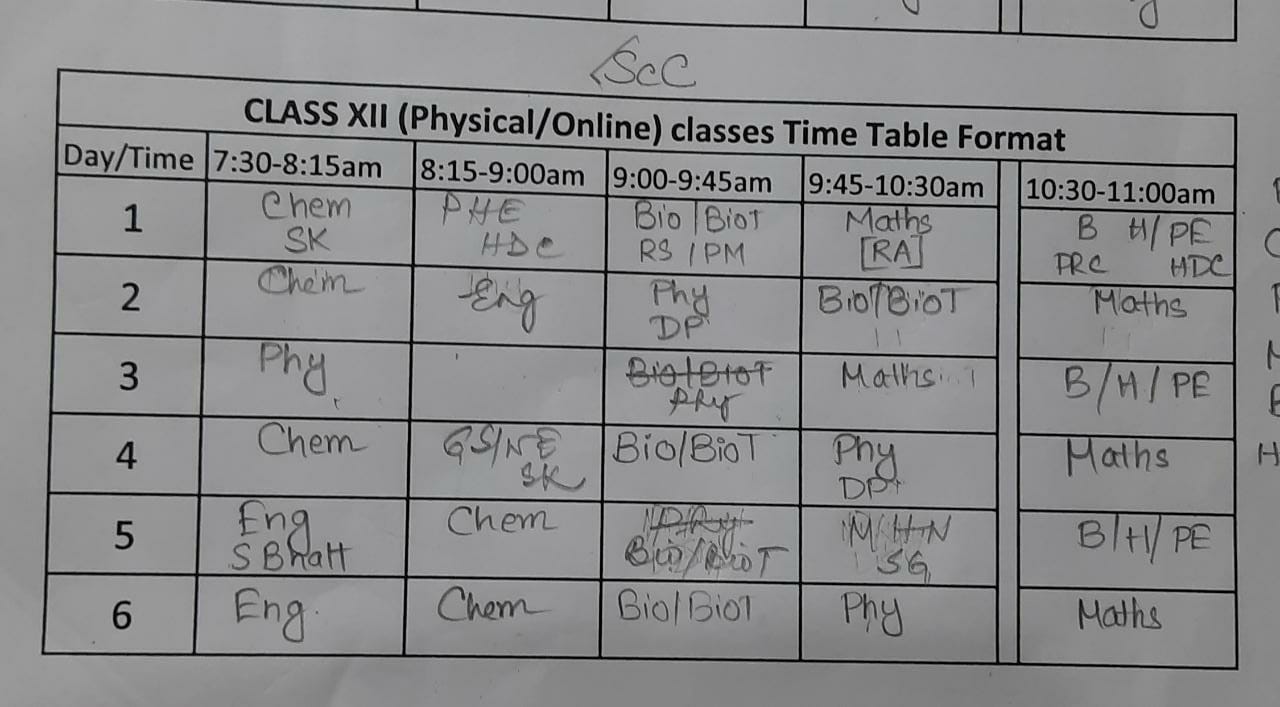 ScC
CLASS XII (Physical/Online) classes Time Table Format
Day/Time 7:30-8:15am 8:15-9:00am 9:00-9:45am 9:45-10:30am 10:30-11:00am
1 Chem PHE Bio/BioT Maths B H/PE
SK HDC RS/PM [RA] PRC HDC
2 Chem Eng Phy Bio/BioT Maths
DP
3 Phy Bio/BioT Maths B/H/PE
Phy
4 Chem GS/NE Bio/BioT Phy Maths
SK DP
5 Eng Chem Phy MHN B/H/PE
S Bhatt Bio/BioT SG
6 Eng. Chem Bio/BioT Phy Maths